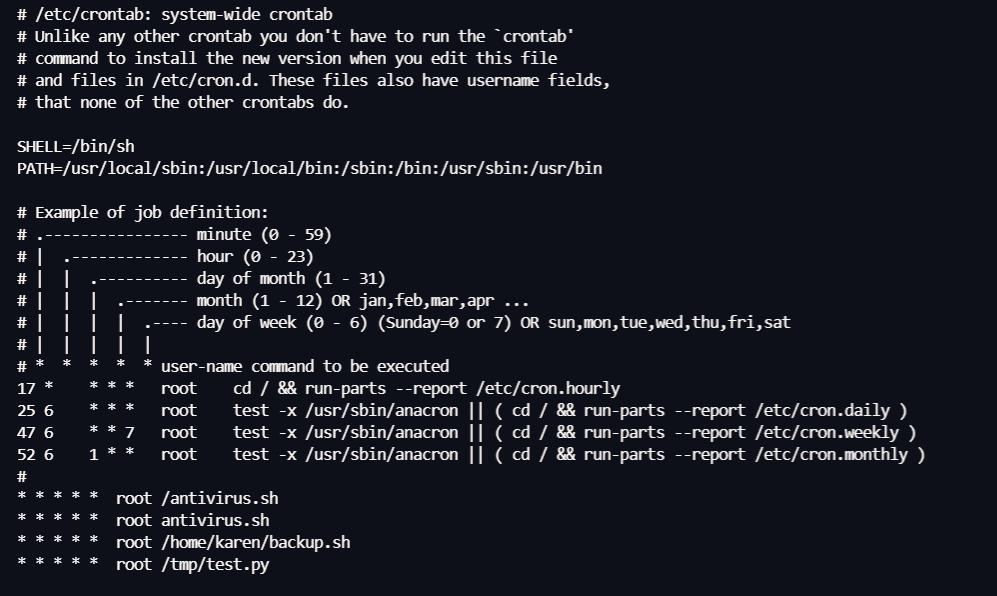 # /etc/crontab: system-wide crontab
# Unlike any other crontab you don't have to run the `crontab'
# command to install the new version when you edit this file
# and files in /etc/cron.d. These files also have username fields,
# that none of the other crontabs do.

SHELL=/bin/sh
PATH=/usr/local/sbin:/usr/local/bin:/sbin:/bin:/usr/sbin:/usr/bin

# Example of job definition:
# .---------------- minute (0 - 59)
# |  .------------- hour (0 - 23)
# |  |  .---------- day of month (1 - 31)
# |  |  |  .------- month (1 - 12) OR jan,feb,mar,apr ...
# |  |  |  |  .---- day of week (0 - 6) (Sunday=0 or 7) OR sun,mon,tue,wed,thu,fri,sat
# |  |  |  |  |
# *  *  *  *  * user-name command to be executed
17 *    * * *   root    cd / && run-parts --report /etc/cron.hourly
25 6    * * *   root    test -x /usr/sbin/anacron || ( cd / && run-parts --report /etc/cron.daily )
47 6    * * 7   root    test -x /usr/sbin/anacron || ( cd / && run-parts --report /etc/cron.weekly )
52 6    1 * *   root    test -x /usr/sbin/anacron || ( cd / && run-parts --report /etc/cron.monthly )
#
* * * * *  root /antivirus.sh
* * * * *  root antivirus.sh
* * * * *  root /home/karen/backup.sh
* * * * *  root /tmp/test.py